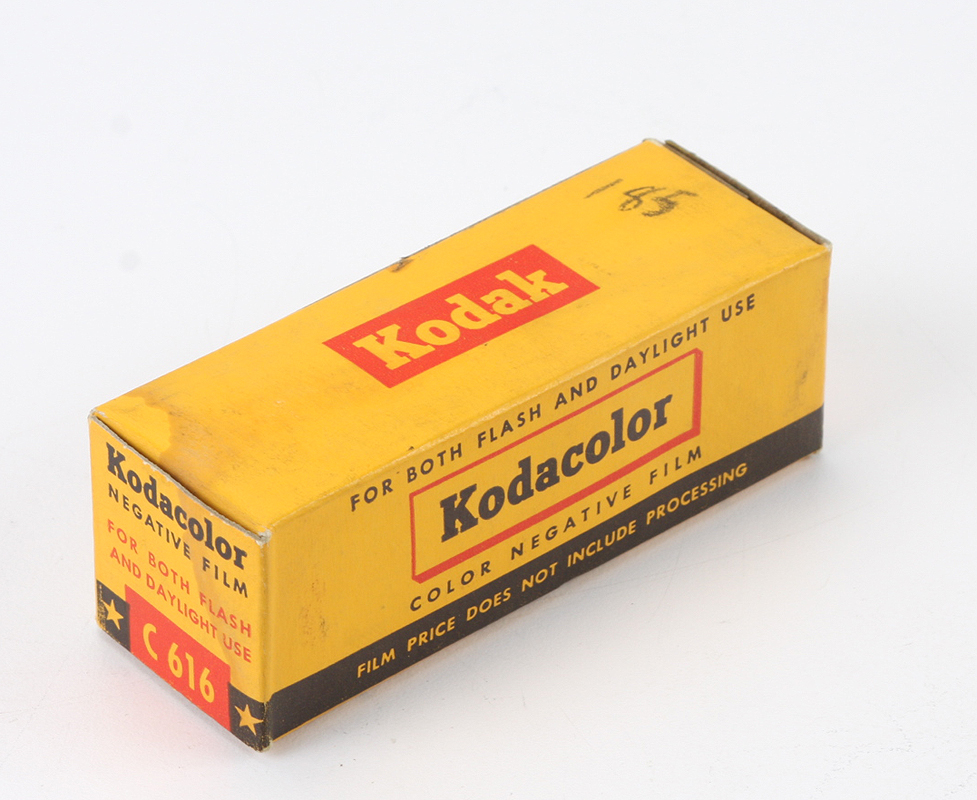 -85
Kodak
FOR BOTH FLASH AND DAYLIGHT USE
Kodacolor
COLOR NEGATIVE FILM
FILM PRICE DOES NOT INCLUDE PROCESSING
Kodacolor
NEGATIVE FILM
FOR BOTH FLASH
AND DAYLIGHT USE
C 616